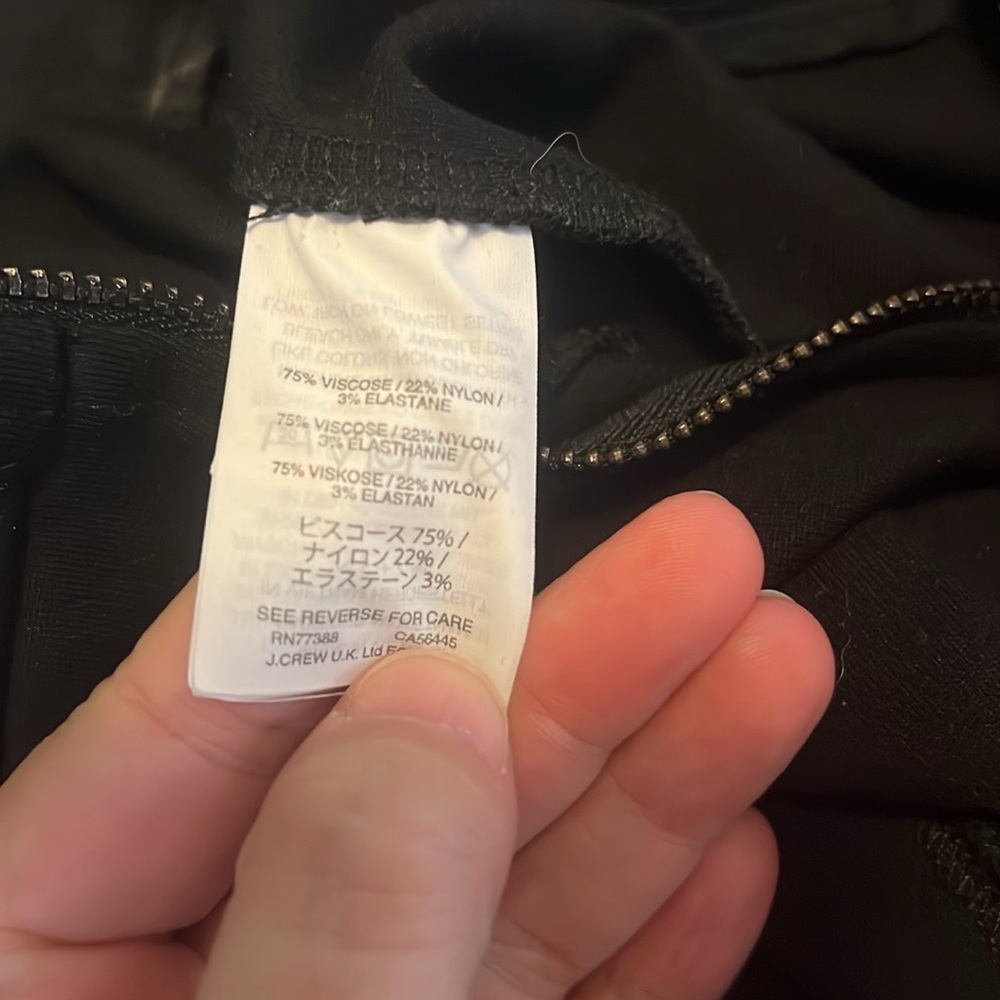 75% VISCOSE / 22% NYLON /
3% ELASTANE
75% VISCOSE / 22% NYLON /
3% ELASTHANNE
75% VISKOSE / 22% NYLON /
3% ELASTAN
ビスコース 75% /
ナイロン 22% /
エラステーン 3%
SEE REVERSE FOR CARE
RN77388 CA56445
J.CREW U.K. Ltd